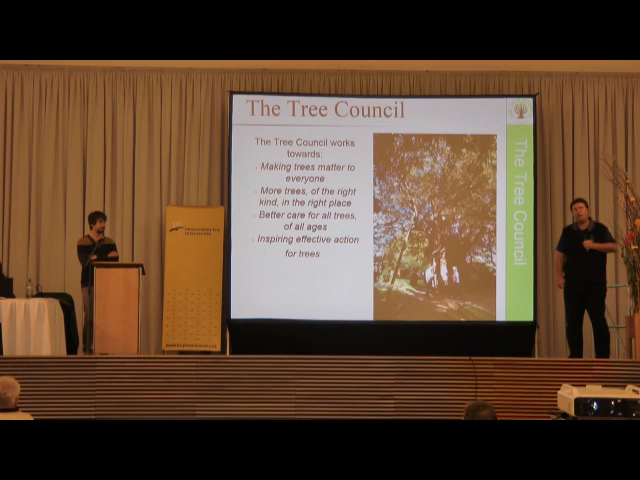 The Tree Council
The Tree Council works
towards:
Making trees matter to
everyone
More trees, of the right
kind, in the right place
Better care for all trees,
of all ages
Inspiring effective action
for trees
The Tree Council